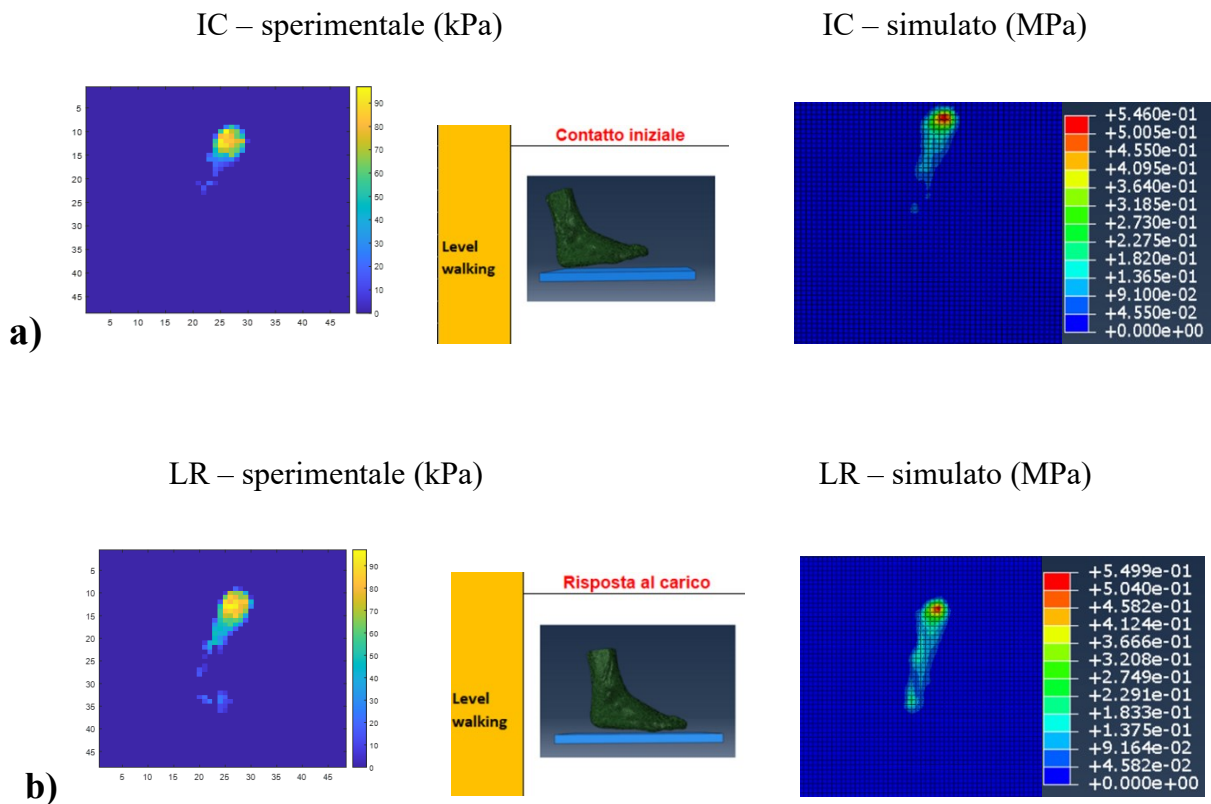 IC – sperimentale (kPa)
IC – simulato (MPa)
5
10
15
20
25
30
35
40
45
5 10 15 20 25 30 35 40 45
90
80
70
60
50
40
30
20
10
0
Contatto iniziale
Level
walking
+5.460e-01
+5.005e-01
+4.550e-01
+4.095e-01
+3.640e-01
+3.185e-01
+2.730e-01
+2.275e-01
+1.820e-01
+1.365e-01
+9.100e-02
+4.550e-02
+0.000e+00
a)
LR – sperimentale (kPa)
LR – simulato (MPa)
5
10
15
20
25
30
35
40
45
5 10 15 20 25 30 35 40 45
90
80
70
60
50
40
30
20
10
0
Risposta al carico
Level
walking
+5.499e-01
+5.040e-01
+4.582e-01
+4.124e-01
+3.666e-01
+3.208e-01
+2.749e-01
+2.291e-01
+1.833e-01
+1.375e-01
+9.164e-02
+4.582e-02
+0.000e+00
b)